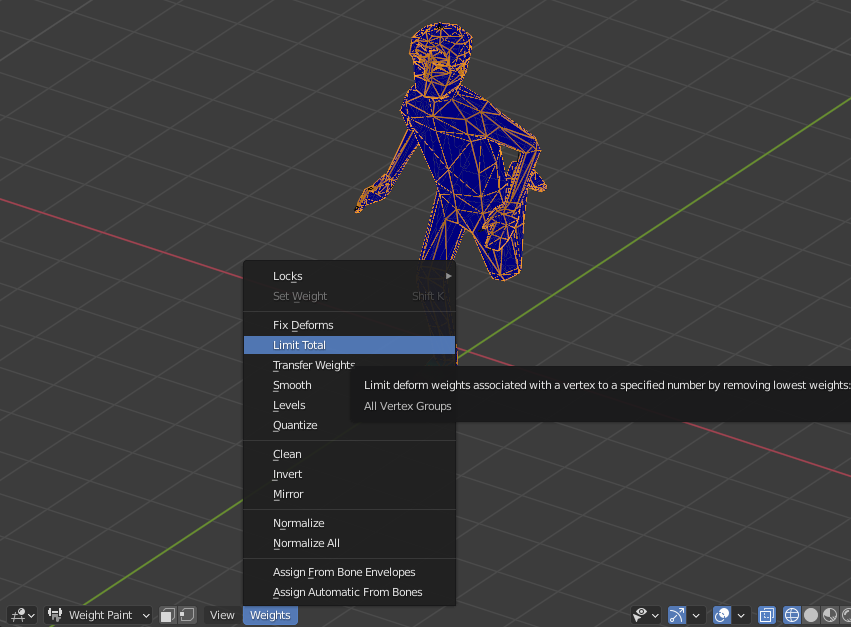 Locks
Set Weight Shift K
Fix Deforms
Limit Total
Transfer Weights
Limit deform weights associated with a vertex to a specified number by removing lowest weights:
Smooth
All Vertex Groups
Levels
Quantize
Clean
Invert
Mirror
Normalize
Normalize All
Assign From Bone Envelopes
Assign Automatic From Bones
Weight Paint View Weights